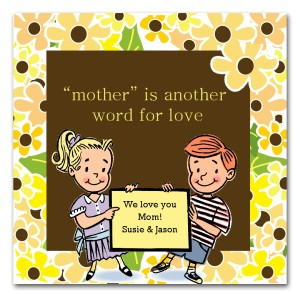 “mother” is another
word for love
We love you
Mom!
Susie & Jason